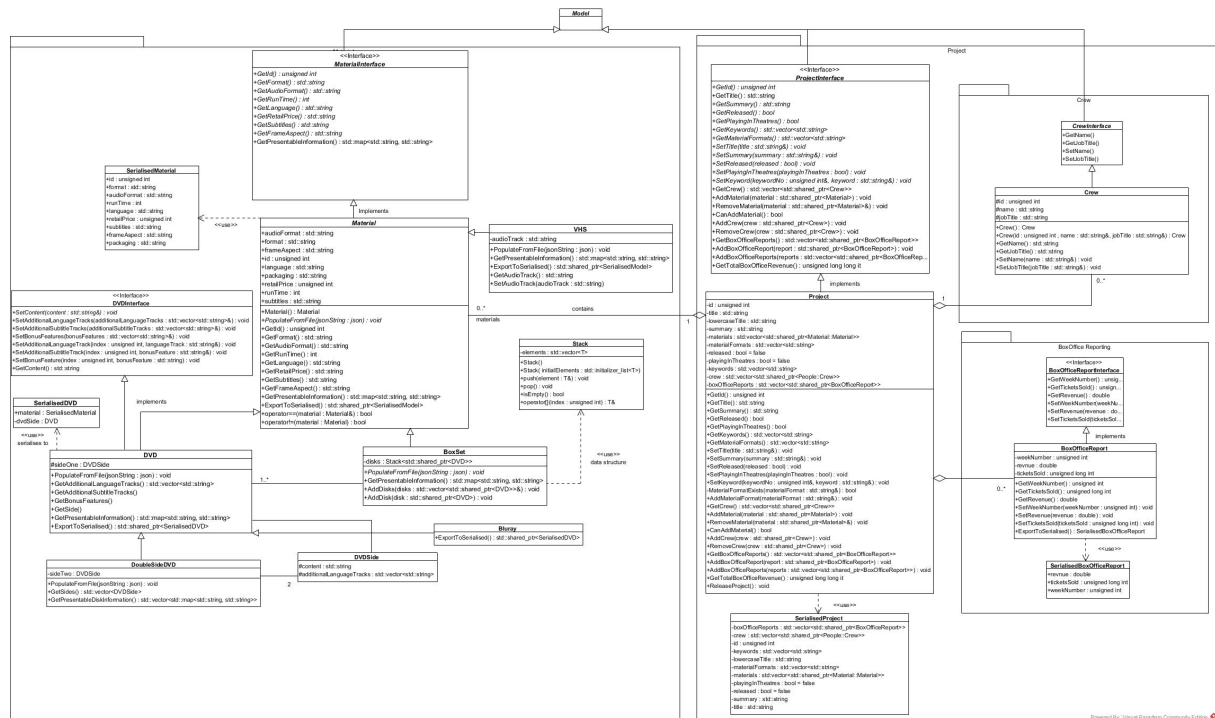 Model
Project
<<Interface>>
MaterialInterface
+GetId() : unsigned int
+GetFormat() : std::string
+GetAudioFormat() : std::string
+GetRunTime() : int
+GetLanguage() : std::string
+GetRetailPrice() : std::string
+GetSubtitles() : std::string
+GetFrameAspect() : std::string
+GetPresentableInformation() : std::map<std::string, std::string>
SerialisedMaterial
+id : unsigned int
+format : std::string
+audioFormat : std::string
+runTime : int
+language : std::string
+retailPrice : unsigned int
+subtitles : std::string
+frameAspect : std::string
+packaging : std::string
<<use>>
Implements
Material
+audioFormat : std::string
+format : std::string
+frameAspect : std::string
+id : unsigned int
+language : std::string
+packaging : std::string
+retailPrice : unsigned int
+runTime : int
+subtitles : std::string
+Material() : Material
+PopulateFromFile(jsonString : json) : void
+GetId() : unsigned int
+GetFormat() : std::string
+GetAudioFormat() : std::string
+GetRunTime() : int
+GetLanguage() : std::string
+GetRetailPrice() : std::string
+GetSubtitles() : std::string
+GetFrameAspect() : std::string
+GetPresentableInformation() : std::map<std::string, std::string>
+ExportToSerialised() : std::shared_ptr<SerialisedModel>
+operator==(material : Material&) : bool
+operator!=(material : Material) : bool
VHS
-audioTrack : std::string
+PopulateFromFile(jsonString : json) : void
+GetPresentableInformation() : std::map<std::string, std::string>
+ExportToSerialised() : std::shared_ptr<SerialisedModel>
+GetAudioTrack() : std::string
+SetAudioTrack(audioTrack : std::string)
0..*
contains
materials
1
<<Interface>>
DVDInterface
+SetContent(content : std::string&) : void
+SetAdditionalLanguageTracks(additionalLanguageTracks : std::vector<std::string>&) : void
+SetAdditionalSubtitleTracks(additionalSubtitleTracks : std::vector<std::string>&) : void
+SetBonusFeatures(bonusFeatures : std::vector<std::string>&) : void
+SetAdditionalLanguageTrack(index : unsigned int, languageTrack : std::string&) : void
+SetAdditionalSubtitleTrack(index : unsigned int, bonusFeature : std::string&) : void
+SetBonusFeature(index : unsigned int, bonusFeature : std::string) : void
+GetContent() : std::string
Stack
-elements : std::vector<T>
+Stack()
+Stack( initialElements : std::initializer_list<T>)
+push(element : T&) : void
+pop() : void
+isEmpty() : bool
+operator[](index : unsigned int) : T&
SerialisedDVD
+material : SerialisedMaterial
-dvdSide : DVD
implements
<<use>>
serialises to
DVD
#sideOne : DVDSide
+PopulateFromFile(jsonString : json) : void
+GetAdditionalLanguageTracks() : std::vector<std::string>
+GetAdditionalSubtitleTracks()
+GetBonusFeatures()
+GetSide()
+GetPresentableInformation() : std::map<std::string, std::string>
+ExportToSerialised() : std::shared_ptr<SerialisedDVD>
1..*
BoxSet
-disks : Stack<std::shared_ptr<DVD>>
+PopulateFromFile(jsonString : json) : void
+GetPresentableInformation() : std::map<std::string, std::string>
+AddDisks(disks : std::vector<std::shared_ptr<DVD>>&) : void
+AddDisk(disk : std::shared_ptr<DVD>) : void
<<use>>
data structure
Bluray
+ExportToSerialised() : std::shared_ptr<SerialisedDVD>
DoubleSideDVD
-sideTwo : DVDSide
+PopulateFromFile(jsonString : json) : void
+GetSides() : std::vector<DVDSide>
+GetPresentableDiskInformation() : std::vector<std::map<std::string, std::string>>
2
DVDSide
#content : std::string
#additionalLanguageTracks : std::vector<std::string>
<<Interface>>
ProjectInterface
+GetId() : unsigned int
+GetTitle() : std::string
+GetSummary() : std::string
+GetReleased() : bool
+GetPlayingInTheatres() : bool
+GetKeywords() : std::vector<std::string>
+GetMaterialFormats() : std::vector<std::string>
+SetTitle(title : std::string&) : void
+SetSummary(summary : std::string&) : void
+SetReleased(released : bool) : void
+SetPlayingInTheatres(playingInTheatres : bool) : void
+SetKeyword(keywordNo : unsigned int&, keyword : std::string&) : void
+GetCrew() : std::vector<std::shared_ptr<Crew>>
+AddMaterial(material : std::shared_ptr<Material>) : void
+RemoveMaterial(material : std::shared_ptr<Material>&) : void
+CanAddMaterial() : bool
+AddCrew(crew : std::shared_ptr<Crew>) : void
+RemoveCrew(crew : std::shared_ptr<Crew>) : void
+GetBoxOfficeReports() : std::vector<std::shared_ptr<BoxOfficeReport>>
+AddBoxOfficeReport(report : std::shared_ptr<BoxOfficeReport>) : void
+AddBoxOfficeReports(reports : std::vector<std::shared_ptr<BoxOfficeRep...
+GetTotalBoxOfficeRevenue() : unsigned long long it
implements
Project
-id : unsigned int
-title : std::string
-lowercaseTitle : std::string
-summary : std::string
-materials : std::vector<std::shared_ptr<Material::Material>>
-materialFormats : std::vector<std::string>
-released : bool = false
-playingInTheatres : bool = false
-keywords : std::vector<std::string>
-crew : std::vector<std::shared_ptr<People::Crew>>
-boxOfficeReports : std::vector<std::shared_ptr<BoxOfficeReport>>
+GetId() : unsigned int
+GetTitle() : std::string
+GetSummary() : std::string
+GetReleased() : bool
+GetPlayingInTheatres() : bool
+GetKeywords() : std::vector<std::string>
+GetMaterialFormats() : std::vector<std::string>
+SetTitle(title : std::string&) : void
+SetSummary(summary : std::string&) : void
+SetReleased(released : bool) : void
+SetPlayingInTheatres(playingInTheatres : bool) : void
+SetKeyword(keywordNo : unsigned int&, keyword : std::string&) : void
-MaterialFormatExists(materialFormat : std::string&) : bool
+AddMaterialFormat(materialFormat : std::string&) : void
+GetCrew() : std::vector<std::shared_ptr<Crew>>
+AddMaterial(material : std::shared_ptr<Material>) : void
+RemoveMaterial(material : std::shared_ptr<Material>&) : void
+CanAddMaterial() : bool
+AddCrew(crew : std::shared_ptr<Crew>) : void
+RemoveCrew(crew : std::shared_ptr<Crew>) : void
+GetBoxOfficeReports() : std::vector<std::shared_ptr<BoxOfficeReport>>
+AddBoxOfficeReport(report : std::shared_ptr<BoxOfficeReport>) : void
+AddBoxOfficeReports(reports : std::vector<std::shared_ptr<BoxOfficeReport>>) : void
+GetTotalBoxOfficeRevenue() : unsigned long long it
+ReleaseProject() : void
<<use>>
SerialisedProject
-boxOfficeReports : std::vector<std::shared_ptr<BoxOfficeReport>>
-crew : std::vector<std::shared_ptr<People::Crew>>
-id : unsigned int
-keywords : std::vector<std::string>
-lowercaseTitle : std::string
-materialFormats : std::vector<std::string>
-materials : std::vector<std::shared_ptr<Material::Material>>
-playingInTheatres : bool = false
-released : bool = false
-summary : std::string
-title : std::string
Crew
CrewInterface
+GetName()
+GetJobTitle()
+SetName()
+SetJobTitle()
Crew
#id : unsigned int
#name : std::string
#jobTitle : std::string
+Crew() : Crew
+Crew(id : unsigned int , name : std::string&, jobTitle : std::string&) : Crew
+GetName() : std::string
+GetJobTitle() : std::string
+SetName(name : std::string&) : void
+SetJobTitle(jobTitle : std::string&) : void
0..*
1
BoxOffice Reporting
<<Interface>>
BoxOfficeReportInterface
+GetWeekNumber() : unsig...
+GetTicketsSold() : unsign...
+GetRevenue() : double
+SetWeekNumber(weekNu...
+SetRevenue(revenue : do...
+SetTicketsSold(ticketsSol...
implements
BoxOfficeReport
-weekNumber : unsigned int
-revnue : double
-ticketsSold : unsigned long int
+GetWeekNumber() : unsigned int
+GetTicketsSold() : unsigned long int
+GetRevenue() : double
+SetWeekNumber(weekNumber : unsigned int) : void
+SetRevenue(revenue : double) : void
+SetTicketsSold(ticketsSold : unsigned long int) : void
+ExportToSerialised() : SerialisedBoxOfficeReport
0..*
<<use>>
SerialisedBoxOfficeReport
+revnue : double
+ticketsSold : unsigned long int
+weekNumber : unsigned int
Powered By Visual Paradigm Community Edition